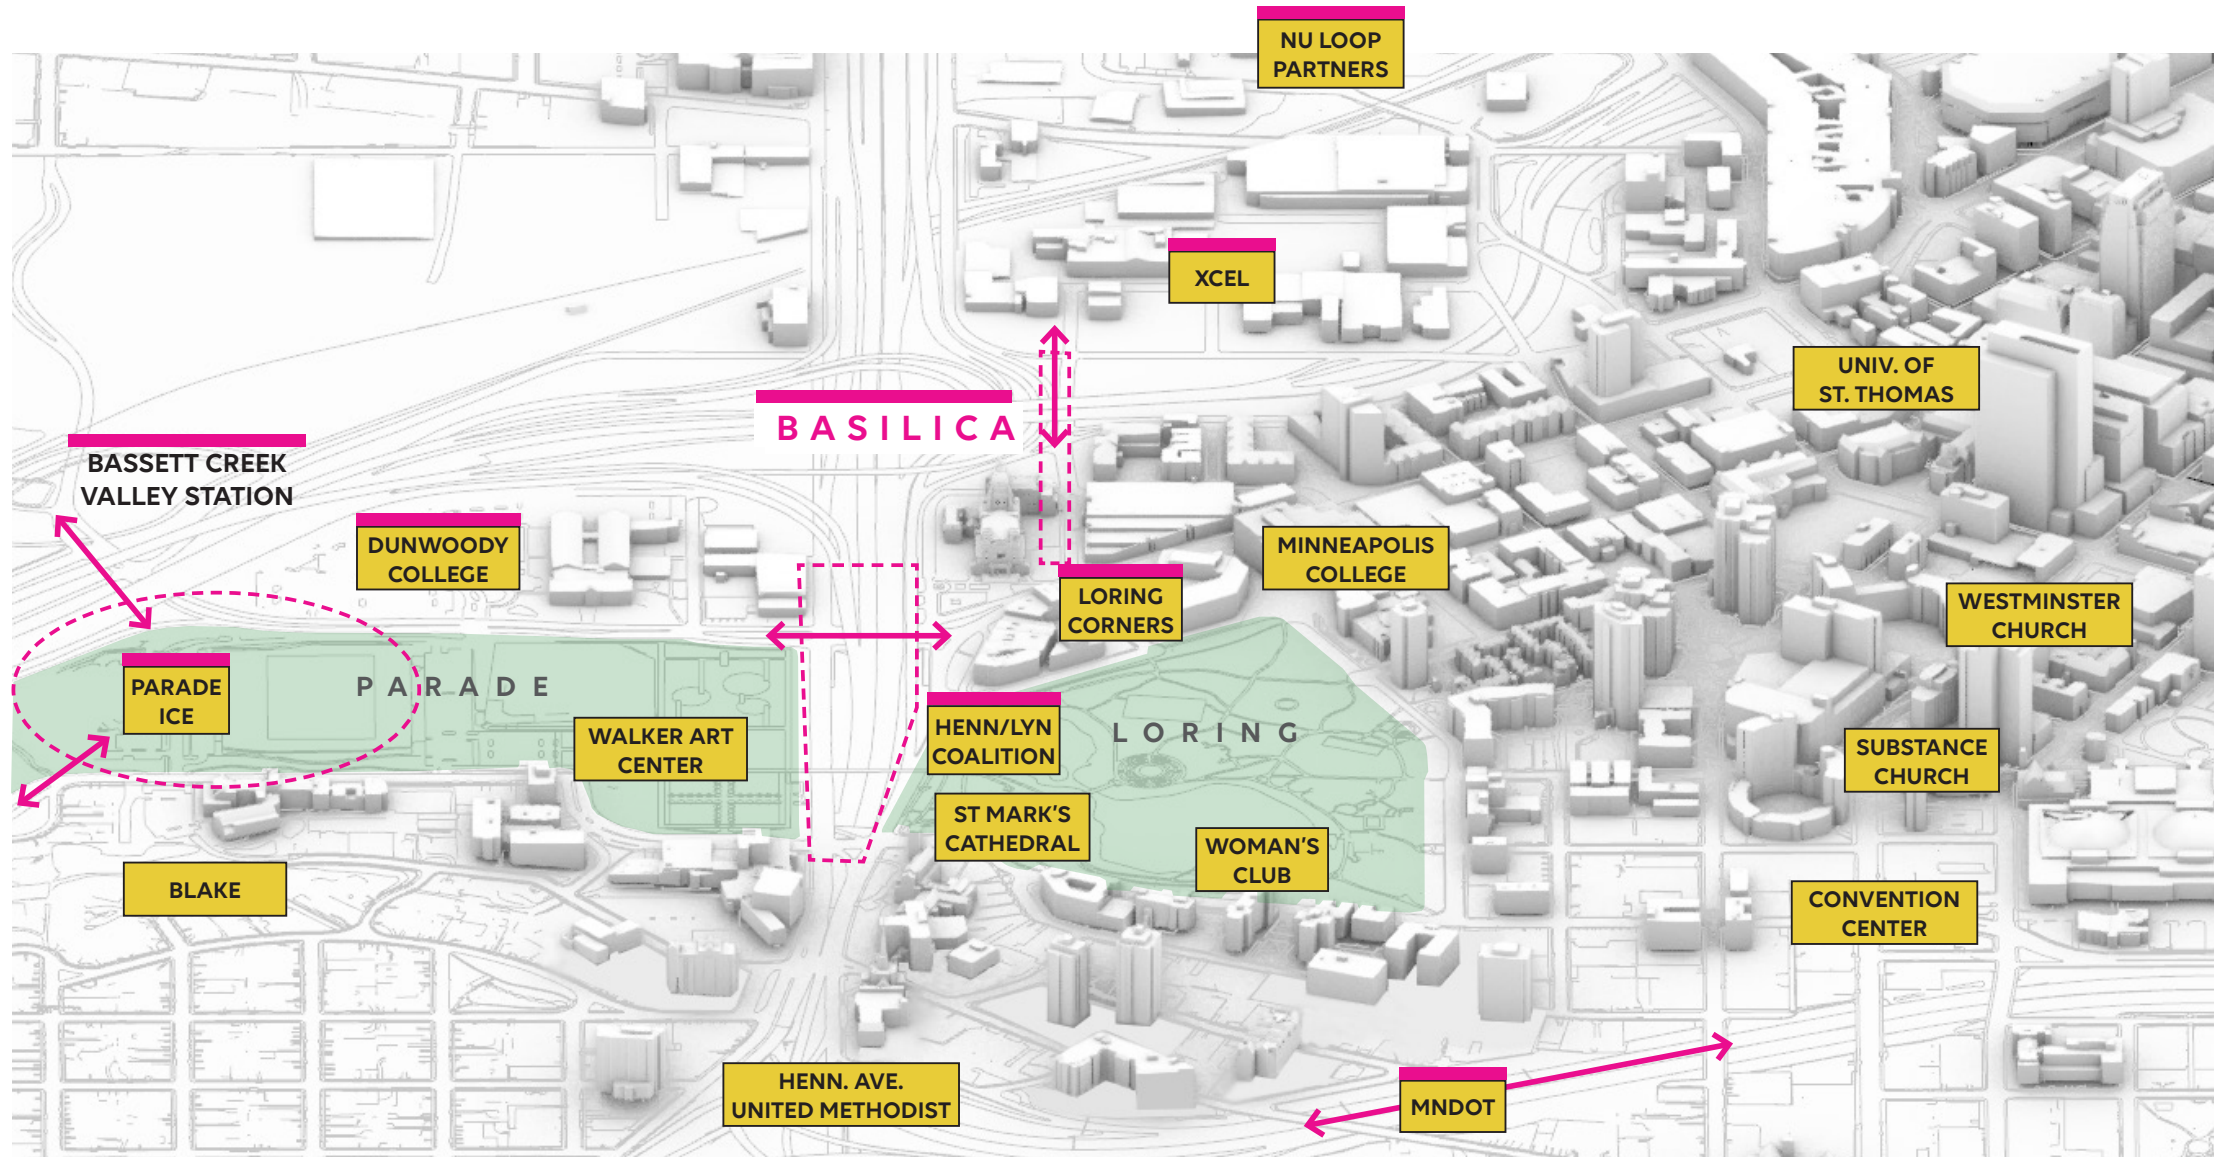 NU LOOP
PARTNERS
XCEL
UNIV. OF
ST. THOMAS
BASILICA
BASSETT CREEK
VALLEY STATION
DUNWOODY
COLLEGE
MINNEAPOLIS
COLLEGE
LORING
CORNERS
WESTMINSTER
CHURCH
PARADE
ICE
PARADE
WALKER ART
CENTER
HENN/LYN
COALITION
LORING
SUBSTANCE
CHURCH
ST MARK'S
CATHEDRAL
WOMAN'S
CLUB
BLAKE
CONVENTION
CENTER
HENN. AVE.
UNITED METHODIST
MNDOT